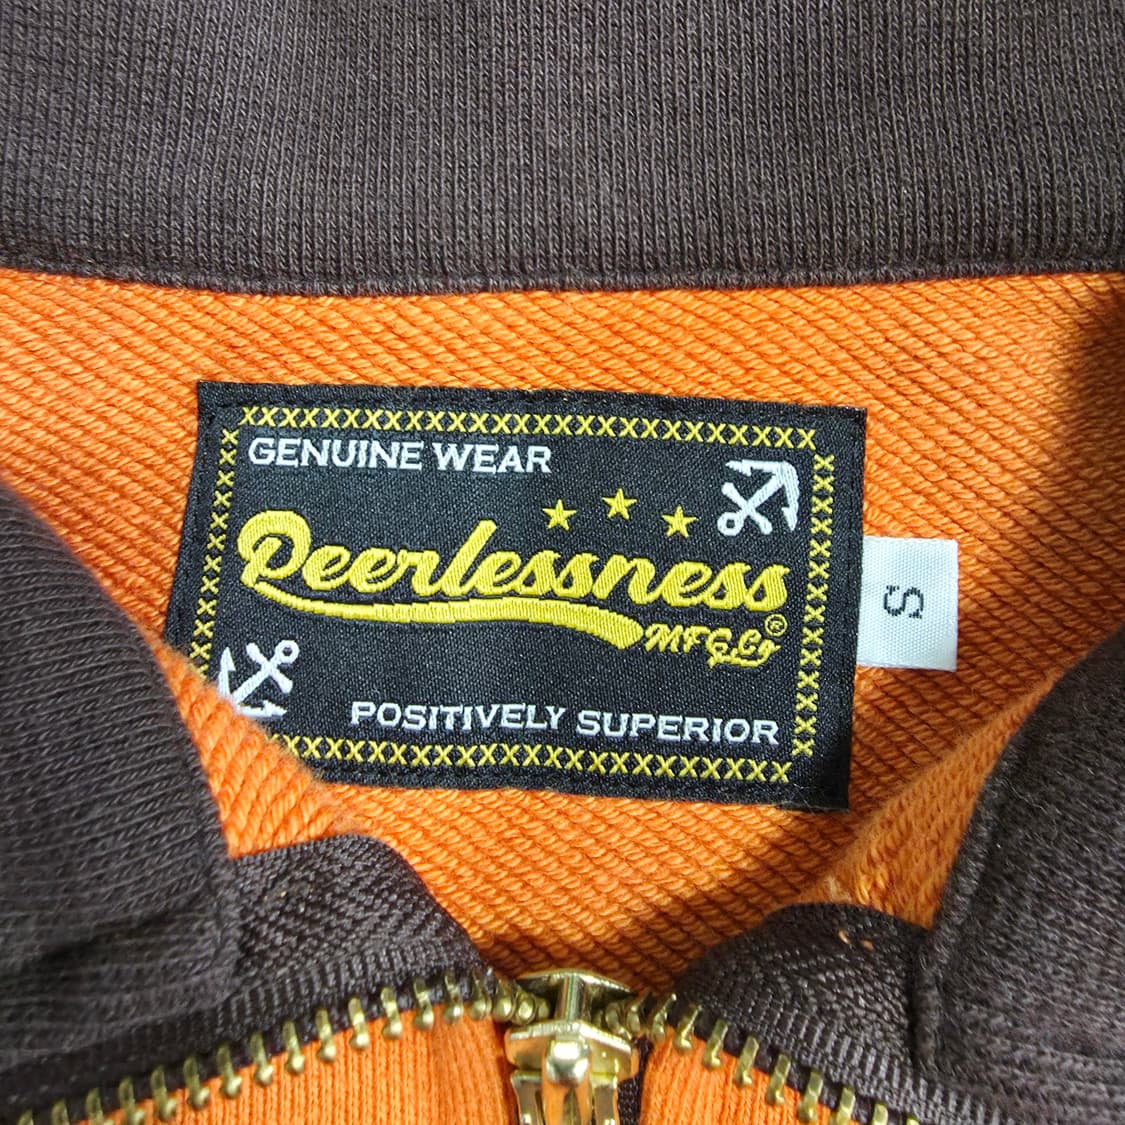 GENUINE WEAR
Peerlessness
MFG.Co®
POSITIVELY SUPERIOR
S